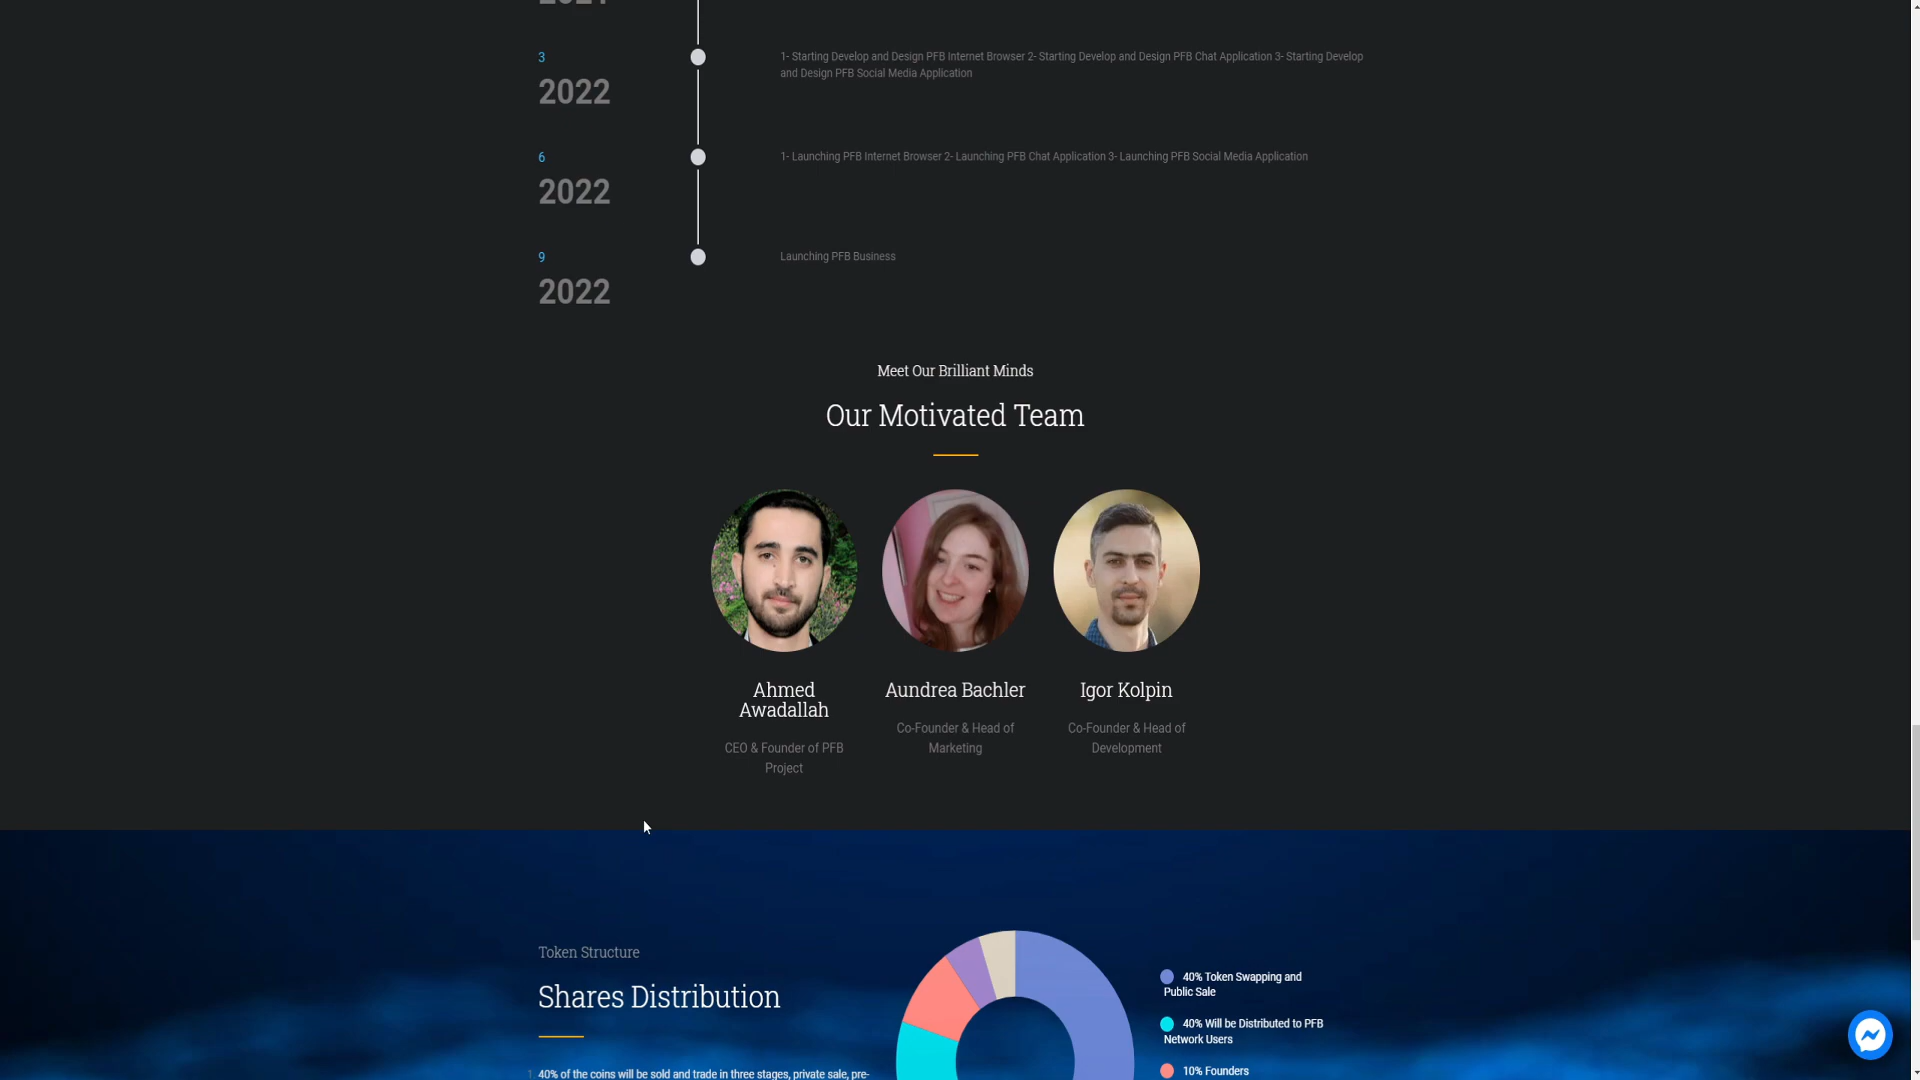 3
2022
1- Starting Develop and Design PFB Internet Browser 2- Starting Develop and Design PFB Chat Application 3- Starting Develop
and Design PFB Social Media Application
6
2022
1- Launching PFB Internet Browser 2- Launching PFB Chat Application 3- Launching PFB Social Media Application
9
2022
Launching PFB Business
Meet Our Brilliant Minds
Our Motivated Team
Ahmed
Awadallah
CEO & Founder of PFB
Project
Aundrea Bachler
Co-Founder & Head of
Marketing
Igor Kolpin
Co-Founder & Head of
Development
Token Structure
Shares Distribution
1. 40% of the coins will be sold and trade in three stages, private sale, pre-
40% Token Swapping and
Public Sale
40% Will be Distributed to PFB
Network Users
10% Founders